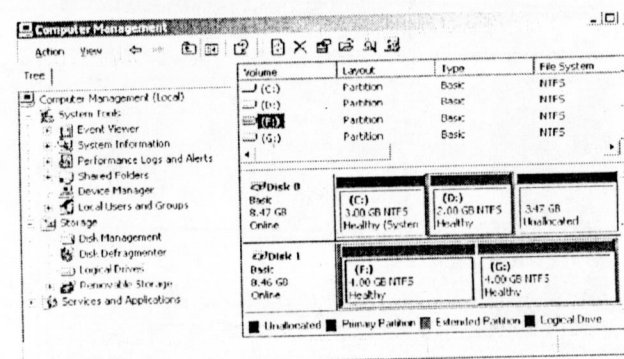 Computer Management
Action View
Tree
Computer Management (Local)
System Tools
Event Viewer
System Information
Performance Logs and Alerts
Shared Folders
Device Manager
Local Users and Groups
Storage
Disk Management
Disk Defragmenter
Logical Drives
Removable Storage
Services and Applications
Volume Layout Type File System
(C:) Partition Basic NTFS
(D:) Partition Basic NTFS
(F:) Partition Basic NTFS
(G:) Partition Basic NTFS
Disk 0
Basic
8.47 GB
Online
(C:)
3.00 GB NTFS
Healthy (System
(D:)
2.00 GB NTFS
Healthy
3.47 GB
Unallocated
Disk 1
Basic
8.46 GB
Online
(F:)
4.00 GB NTFS
Healthy
(G:)
4.00 GB NTFS
Healthy
Unallocated Primary Partition Extended Partition Logical Drive